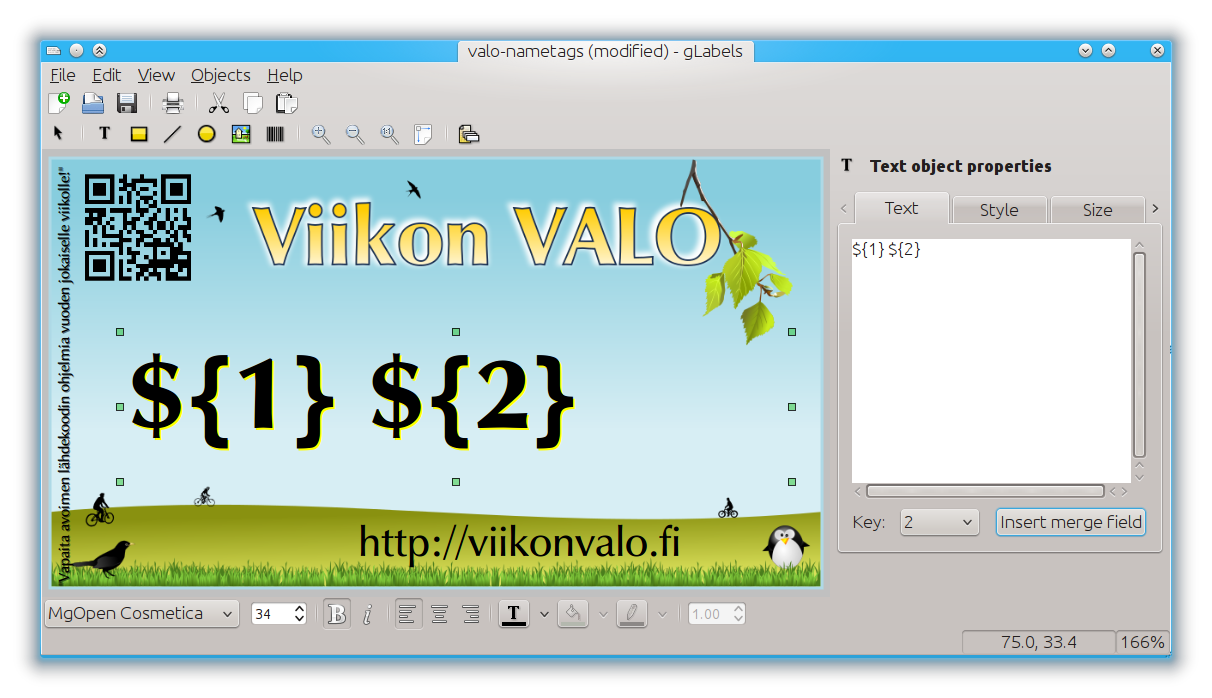 valo-nametags (modified) - gLabels
File Edit View Objects Help
T
1:1
"Vapaita avoimen lähdekoodin ohjelmia vuoden jokaiselle viikolle!"
Viikon VALO
${1} ${2}
http://viikonvalo.fi
T Text object properties
Text Style Size
${1} ${2}
Key: 2 Insert merge field
MgOpen Cosmetica 34 B i T 1.00
75.0, 33.4 166%